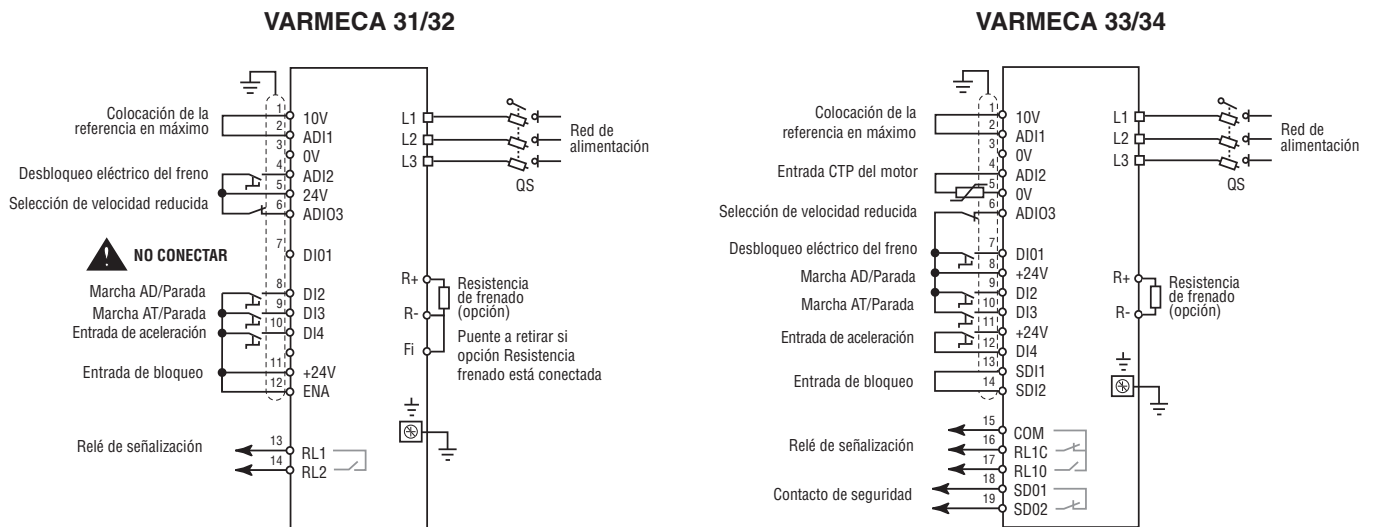 VARMECA 31/32
Colocación de la
referencia en máximo
Desbloqueo eléctrico del freno
Selección de velocidad reducida
NO CONECTAR
Marcha AD/Parada
Marcha AT/Parada
Entrada de aceleración
Entrada de bloqueo
Relé de señalización
1 10V
2 ADI1
3 0V
4 ADI2
5 24V
6 ADIO3
7 DI01
8 DI2
9 DI3
10 DI4
11 +24V
12 ENA
13 RL1
14 RL2
L1
L2
L3
QS
Red de
alimentación
R+
R-
Fi
Resistencia
de frenado
(opción)
Puente a retirar si
opción Resistencia
frenado está conectada
VARMECA 33/34
Colocación de la
referencia en máximo
Entrada CTP del motor
Selección de velocidad reducida
Desbloqueo eléctrico del freno
Marcha AD/Parada
Marcha AT/Parada
Entrada de aceleración
Entrada de bloqueo
Relé de señalización
Contacto de seguridad
1 10V
2 ADI1
3 0V
4 ADI2
5 0V
6 ADIO3
7 DI01
8 +24V
9 DI2
10 DI3
11 +24V
12 DI4
13 SDI1
14 SDI2
15 COM
16 RL1C
17 RL10
18 SD01
19 SD02
L1
L2
L3
QS
Red de
alimentación
R+
R-
Resistencia
de frenado
(opción)